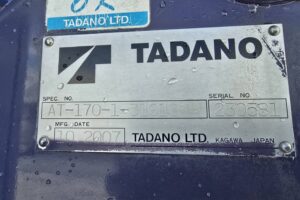 TADANO LTD.
TADANO
SPEC. NO.
SERIAL NO.
AT-170-1-
MFG. DATE
10 2007
TADANO LTD. KAGAWA JAPAN